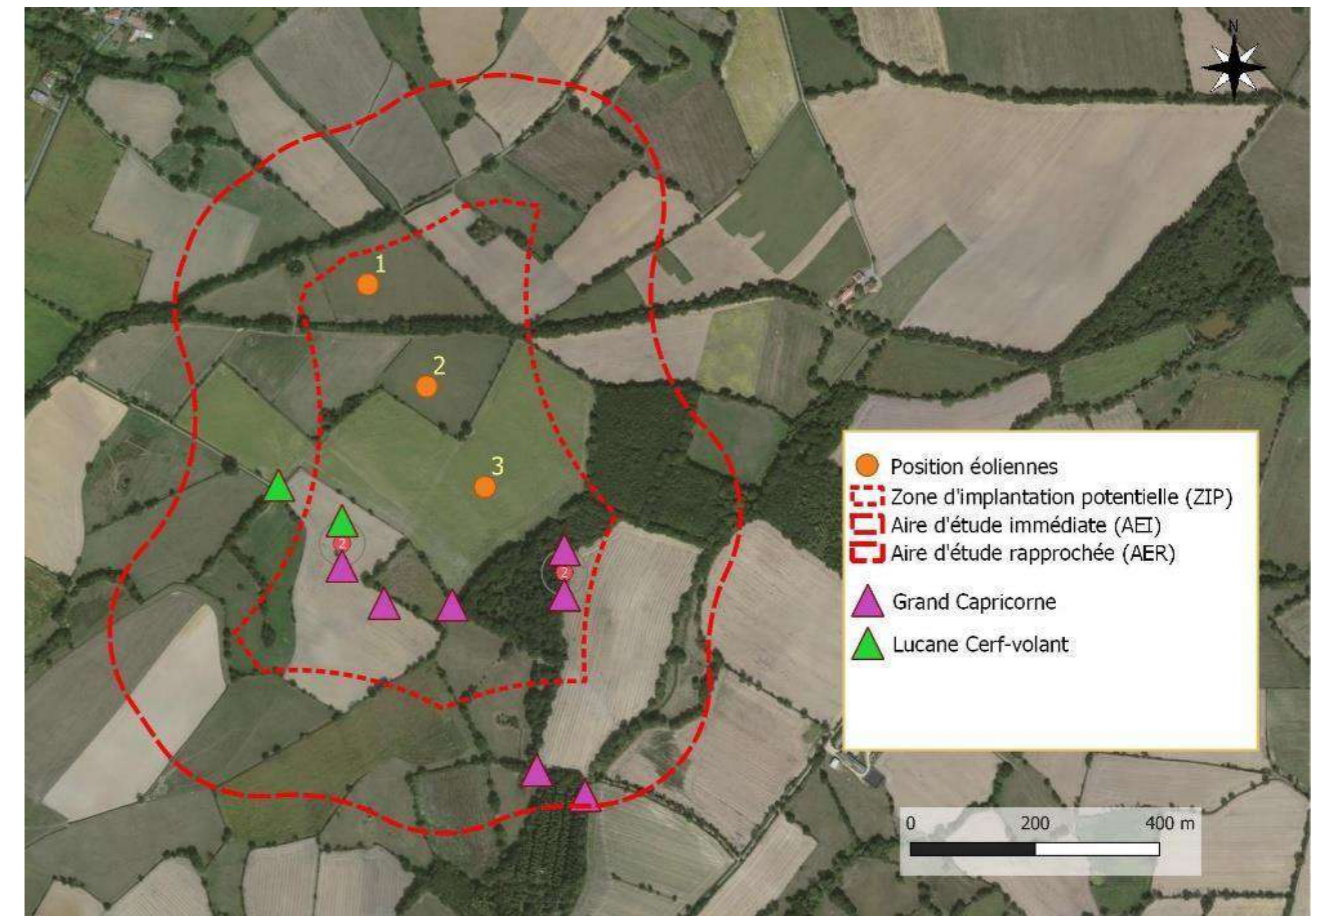 N
1
2
3
2
2
Position éoliennes
Zone d'implantation potentielle (ZIP)
Aire d'étude immédiate (AEI)
Aire d'étude rapprochée (AER)
Grand Capricorne
Lucane Cerf-volant
0 200 400 m